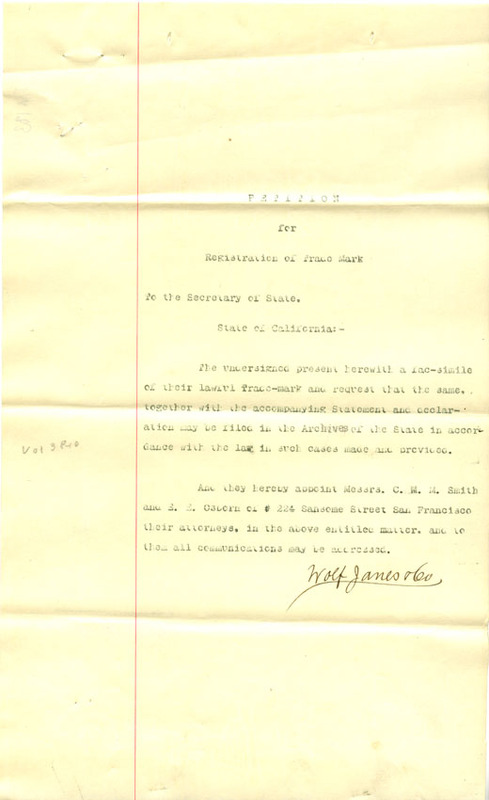 PETITION
for
Registration of Trade Mark
To the Secretary of State,
State of California:-
The undersigned present herewith a fac-simile
of their lawful Trade-mark and request that the same,
together with the accompanying Statement and declar-
ation may be filed in the Archives of the State in accor-
dance with the law in such cases made and provided.
And they hereby appoint Messrs. C. W. M. Smith
and E. E. Osborn of # 224 Sansome Street San Francisco
their attorneys, in the above entitled matter, and to
them all communications may be addressed.
Wolf Janes & Co
Vol 3